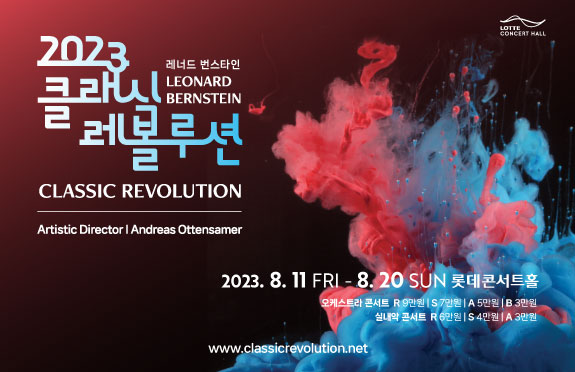 LOTTE
CONCERT HALL
2023
클래식
레볼루션
레너드 번스타인
LEONARD
BERNSTEIN
CLASSIC REVOLUTION
Artistic Director | Andreas Ottensamer
2023. 8. 11 FRI - 8. 20 SUN 롯데콘서트홀
오케스트라 콘서트 R 9만원 | S 7만원 | A 5만원 | B 3만원
실내악 콘서트 R 6만원 | S 4만원 | A 3만원
www.classicrevolution.net